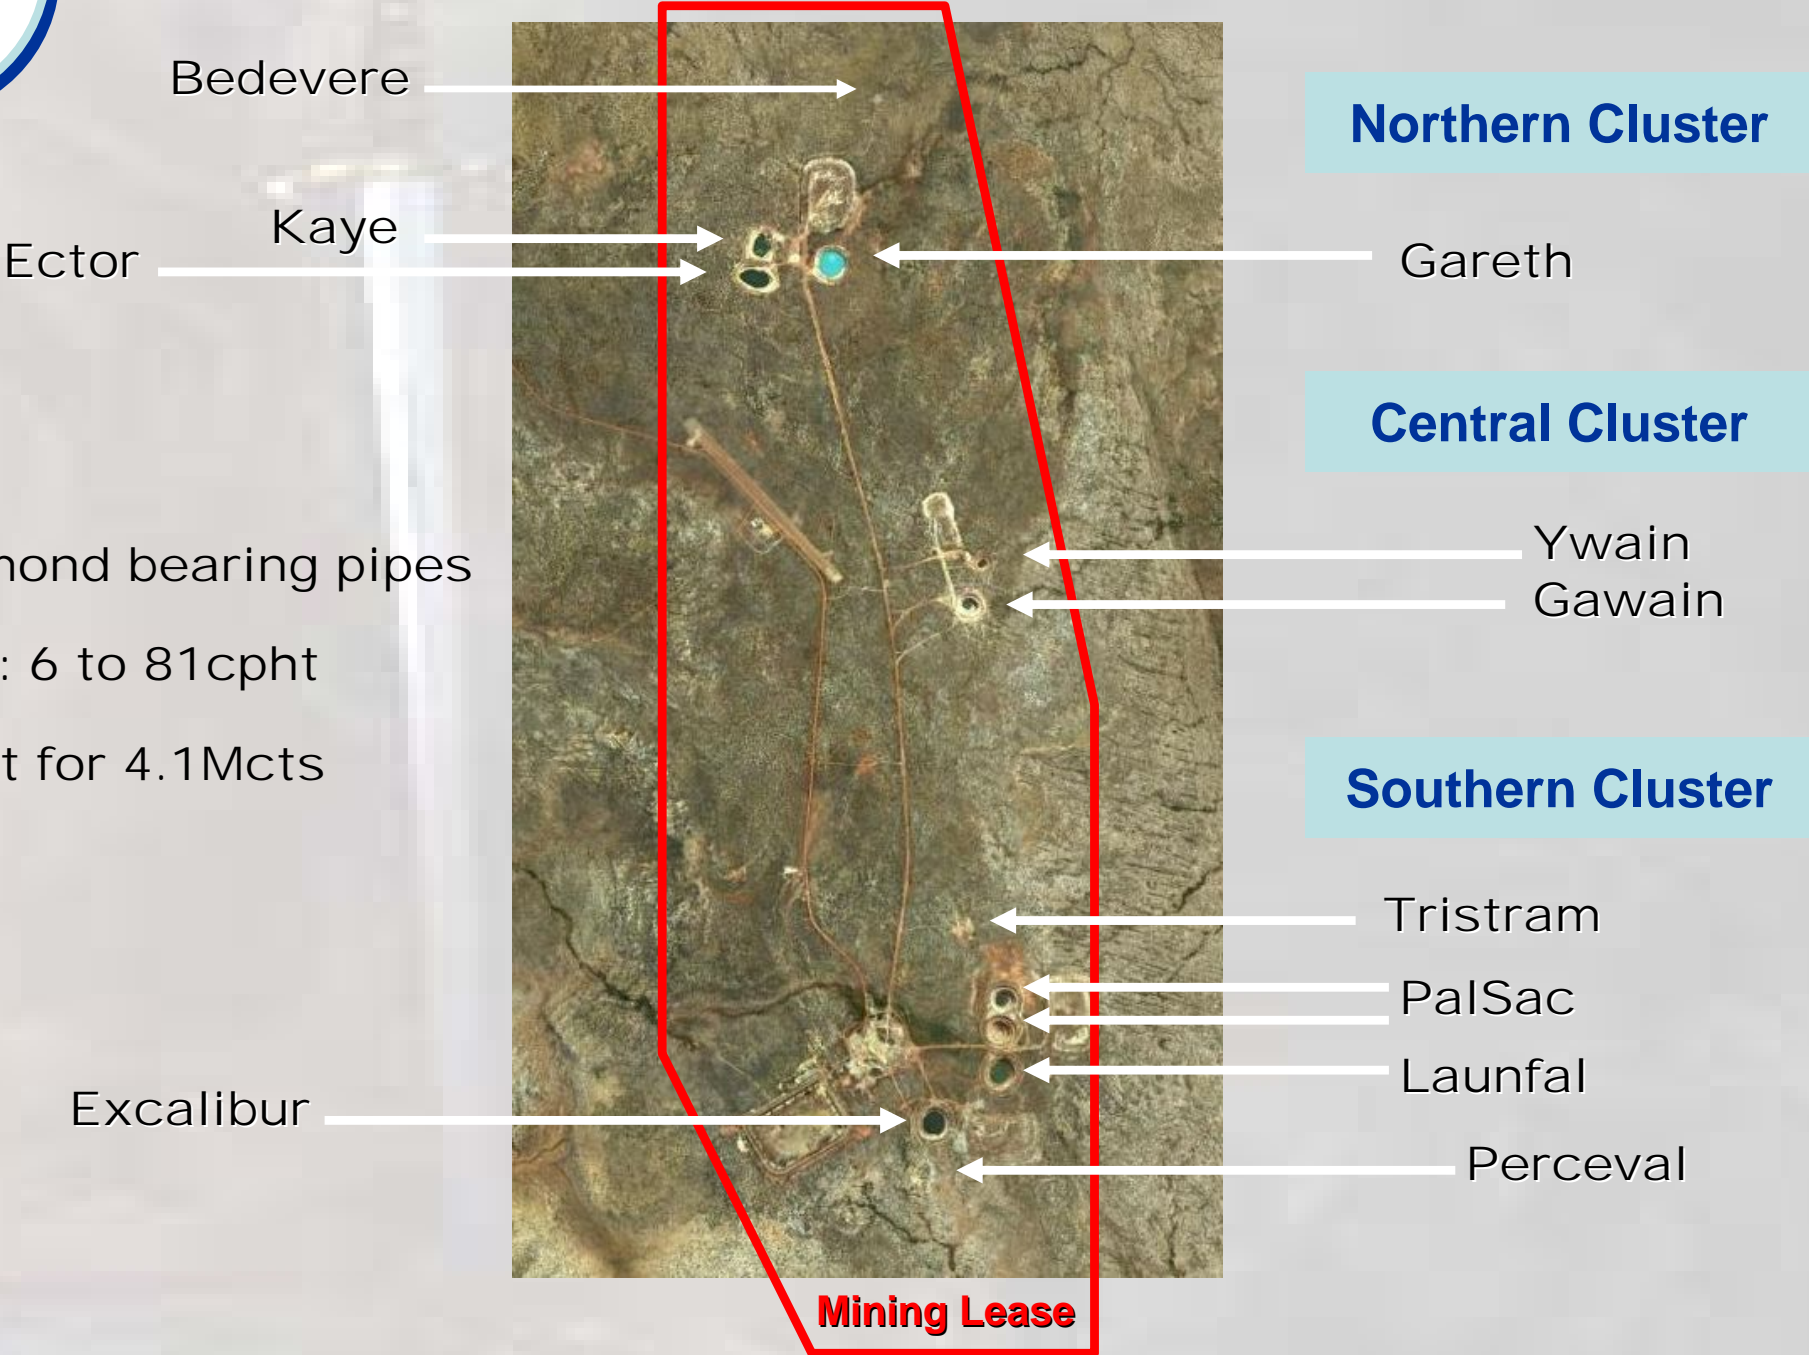 Bedevere
Northern Cluster
Kaye
Ector
Gareth
Central Cluster
Ywain
bearing pipes
Gawain
: 6 to 81cpht
for 4.1Mcts
Southern Cluster
Tristram
PalSac
Launfal
Excalibur
Perceval
Mining Lease